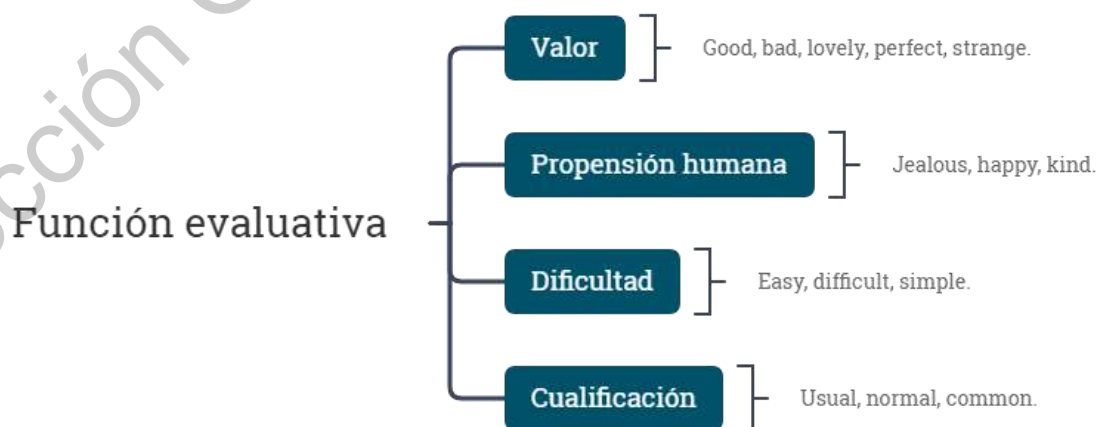 Función evaluativa
Valor
Good, bad, lovely, perfect, strange.
Propensión humana
Jealous, happy, kind.
Dificultad
Easy, difficult, simple.
Cualificación
Usual, normal, common.